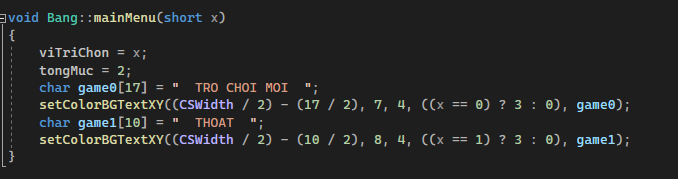 void Bang::mainMenu(short x)
{
viTriChon = x;
tongMuc = 2;
char game0[17] = "  TRO CHOI MOI  ";
setColorBGTextXY((CSWidth / 2) - (17 / 2), 7, 4, ((x == 0) ? 3 : 0), game0);
char game1[10] = "  THOAT  ";
setColorBGTextXY((CSWidth / 2) - (10 / 2), 8, 4, ((x == 1) ? 3 : 0), game1);
}